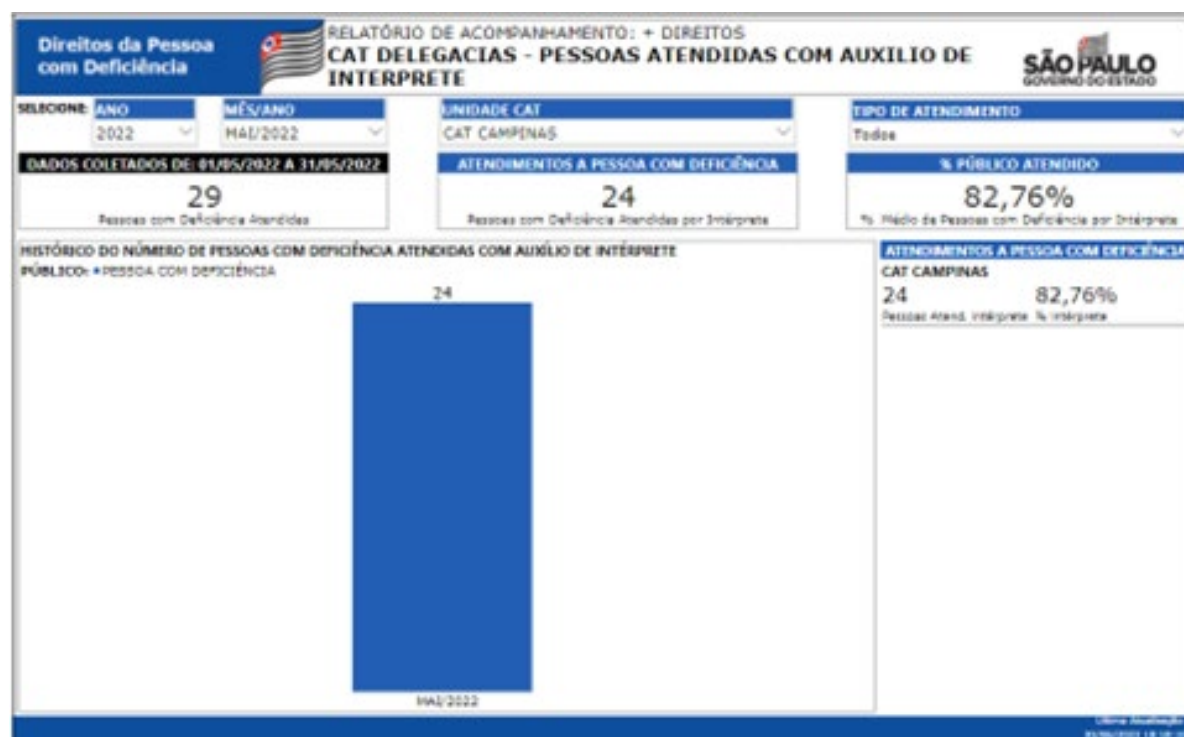 Direitos da Pessoa
com Deficiência
RELATÓRIO DE ACOMPANHAMENTO: + DIREITOS
CAT DELEGACIAS - PESSOAS ATENDIDAS COM AUXILIO DE
INTERPRETE
SÃO PAULO
GOVERNO DO ESTADO
SELECIONE: ANO MÊS/ANO UNIDADE CAT TIPO DE ATENDIMENTO
2022 MAI/2022 CAT CAMPINAS Todos
DADOS COLETADOS DE: 01/05/2022 A 31/05/2022 ATENDIMENTOS A PESSOA COM DEFICIÊNCIA % PÚBLICO ATENDIDO
29 24 82,76%
Pessoas com Deficiência Atendidas Pessoas com Deficiência Atendidas por Intérprete % Médio de Pessoas com Deficiência por Intérprete
HISTÓRICO DO NÚMERO DE PESSOAS COM DEFICIÊNCIA ATENDIDAS COM AUXÍLIO DE INTÉRPRETE
PÚBLICO: PESSOA COM DEFICIÊNCIA
24
MAI/2022
ATENDIMENTOS A PESSOA COM DEFICIÊNCIA
CAT CAMPINAS
24 82,76%
Pessoas Atend. Intérprete % Intérprete
Última Atualização